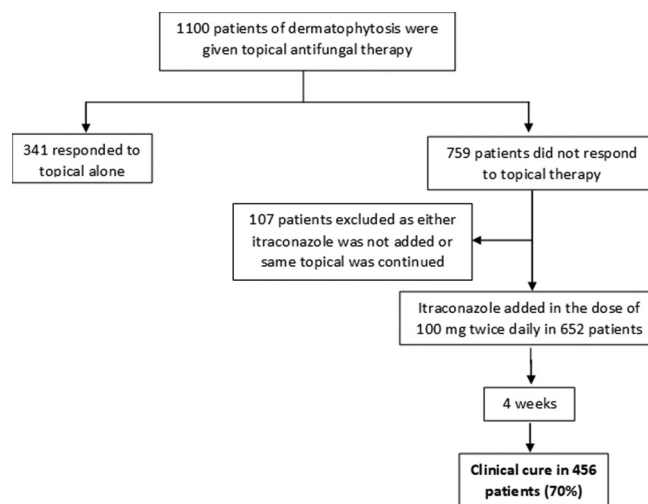 1100 patients of dermatophytosis were
given topical antifungal therapy
341 responded to
topical alone
759 patients did not respond
to topical therapy
107 patients excluded as either
itraconazole was not added or
same topical was continued
Itraconazole added in the dose of
100 mg twice daily in 652 patients
4 weeks
Clinical cure in 456
patients (70%)